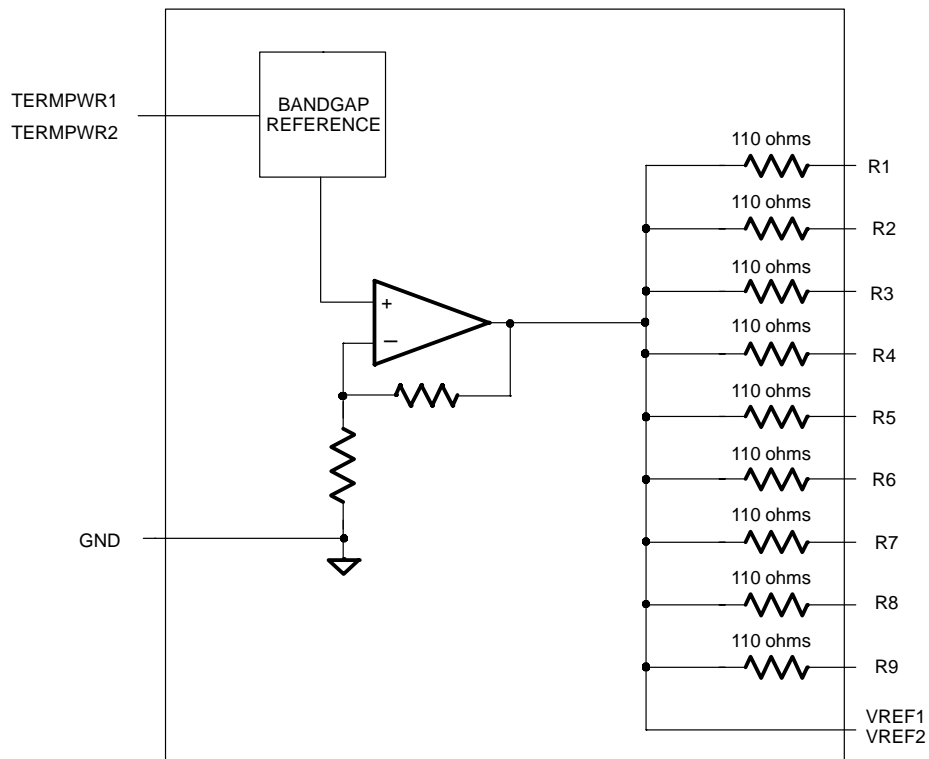 TERMPWR1
TERMPWR2
BANDGAP
REFERENCE
+
−
GND
110 ohms
R1
110 ohms
R2
110 ohms
R3
110 ohms
R4
110 ohms
R5
110 ohms
R6
110 ohms
R7
110 ohms
R8
110 ohms
R9
VREF1
VREF2